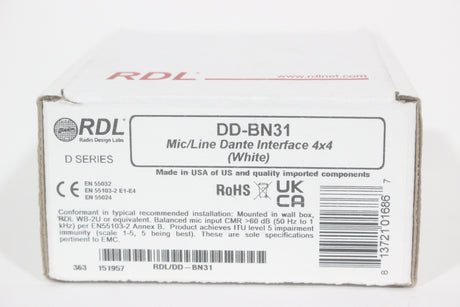 RDL®
www.rdlnet.com
RDL®
Radio Design Labs
D SERIES
DD-BN31
Mic/Line Dante Interface 4x4
(White)
Made in USA of US and quality imported components
CE
EN 55032
EN 55103-2 E1-E4
EN 55024
RoHS
UK
CA
Conformant in typical recommended installation: Mounted in wall box,
RDL WB-2U or equivalent. Balanced mic input CMR >60 dB (50 Hz to 1
kHz) per EN55103-2 Annex B. Product achieves ITU level 5 impairment
immunity (scale 1-5, 5 being best). These are sole specifications
pertinent to EMC.
8 13721 01686 7
363 151957 RDL/DD-BN31